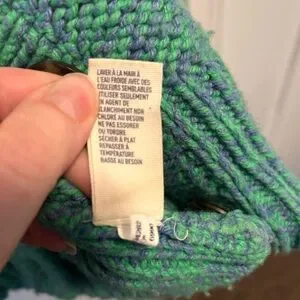 LAVER À LA MAIN À
L'EAU FROIDE AVEC DES
COULEURS SEMBLABLES
UTILISER SEULEMENT
UN AGENT DE
BLANCHIMENT NON
CHLORÉ AU BESOIN
NE PAS ESSORER
OU TORDRE
SÉCHER À PLAT
REPASSER À
TEMPÉRATURE
BASSE AU BESOIN